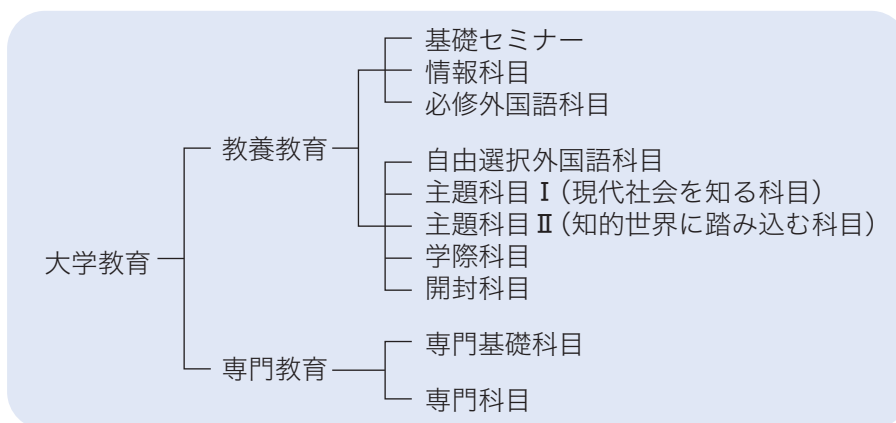 基礎セミナー
情報科目
必修外国語科目
教養教育
自由選択外国語科目
主題科目Ⅰ（現代社会を知る科目）
主題科目Ⅱ（知的世界に踏み込む科目）
学際科目
開封科目
大学教育
専門基礎科目
専門教育
専門科目